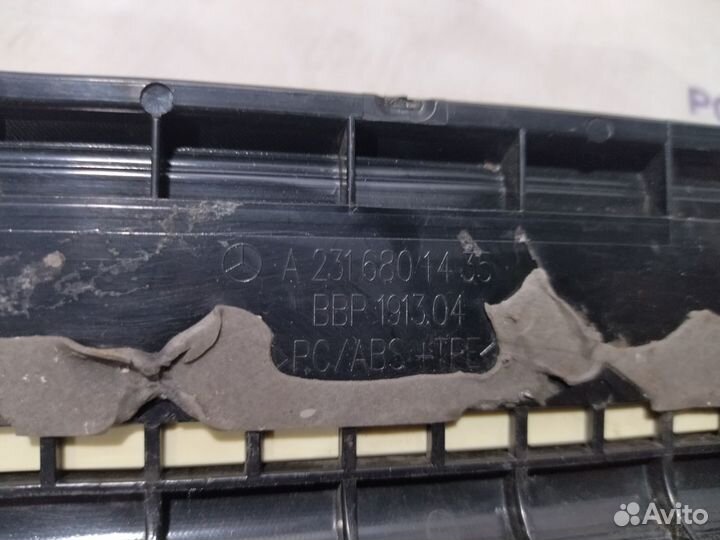 A 231 680 14 35
BBP 1913.04
>PC/ABS+TPE<
Avito